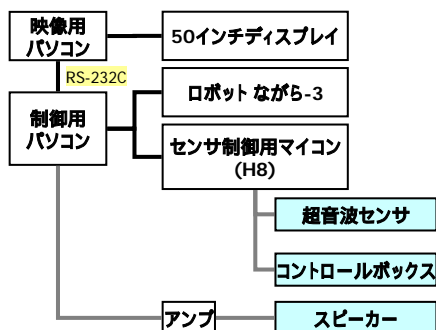 映像用
パソコン
50インチディスプレイ
RS-232C
制御用
パソコン
ロボット ながら-3
センサ制御用マイコン
(H8)
超音波センサ
コントロールボックス
アンプ
スピーカー